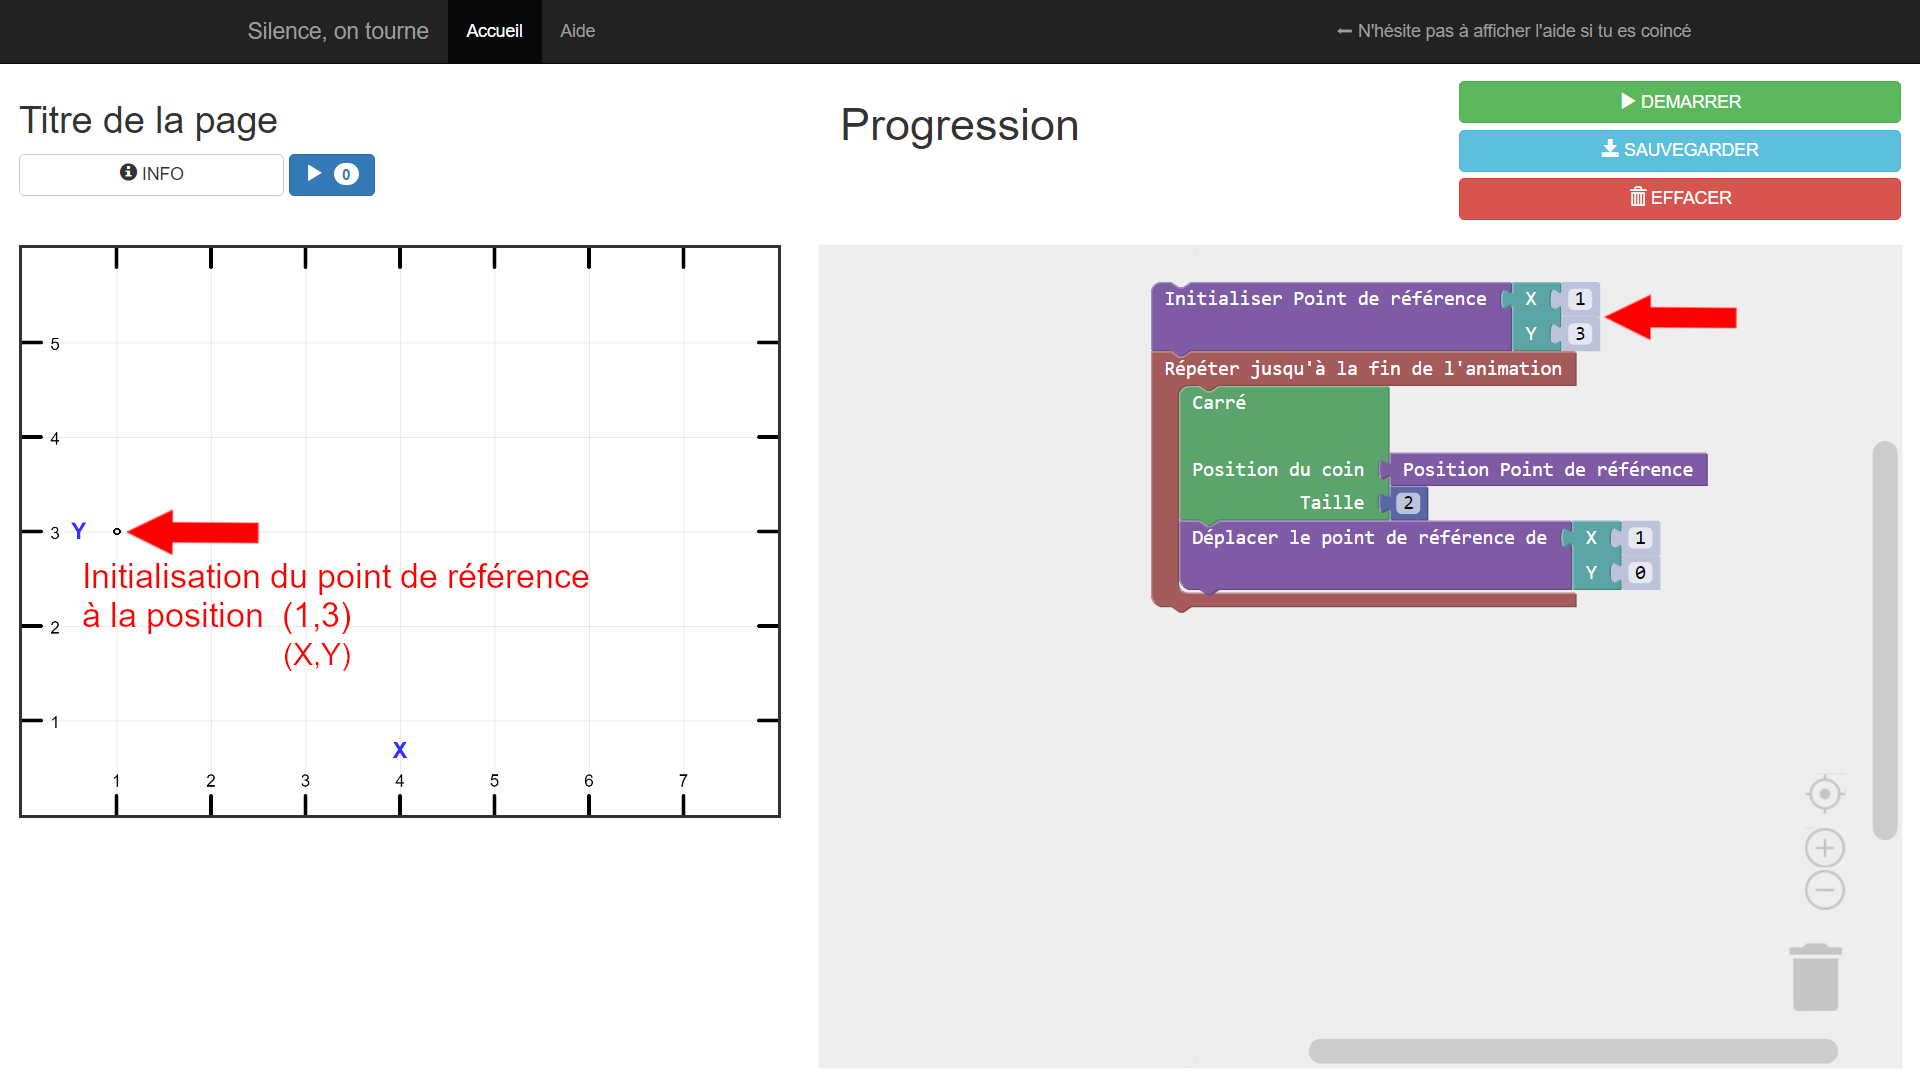 Silence, on tourne
Accueil
Aide
N'hésite pas à afficher l'aide si tu es coincé
Titre de la page
INFO
0
Progression
DEMARRER
SAUVEGARDER
EFFACER
5
4
3 Y
Initialisation du point de référence
à la position (1,3)
(X,Y)
2
1
X
1 2 3 4 5 6 7
Initialiser Point de référence X 1
Y 3
Répéter jusqu'à la fin de l'animation
Carré
Position du coin Position Point de référence
Taille 2
Déplacer le point de référence de X 1
Y 0